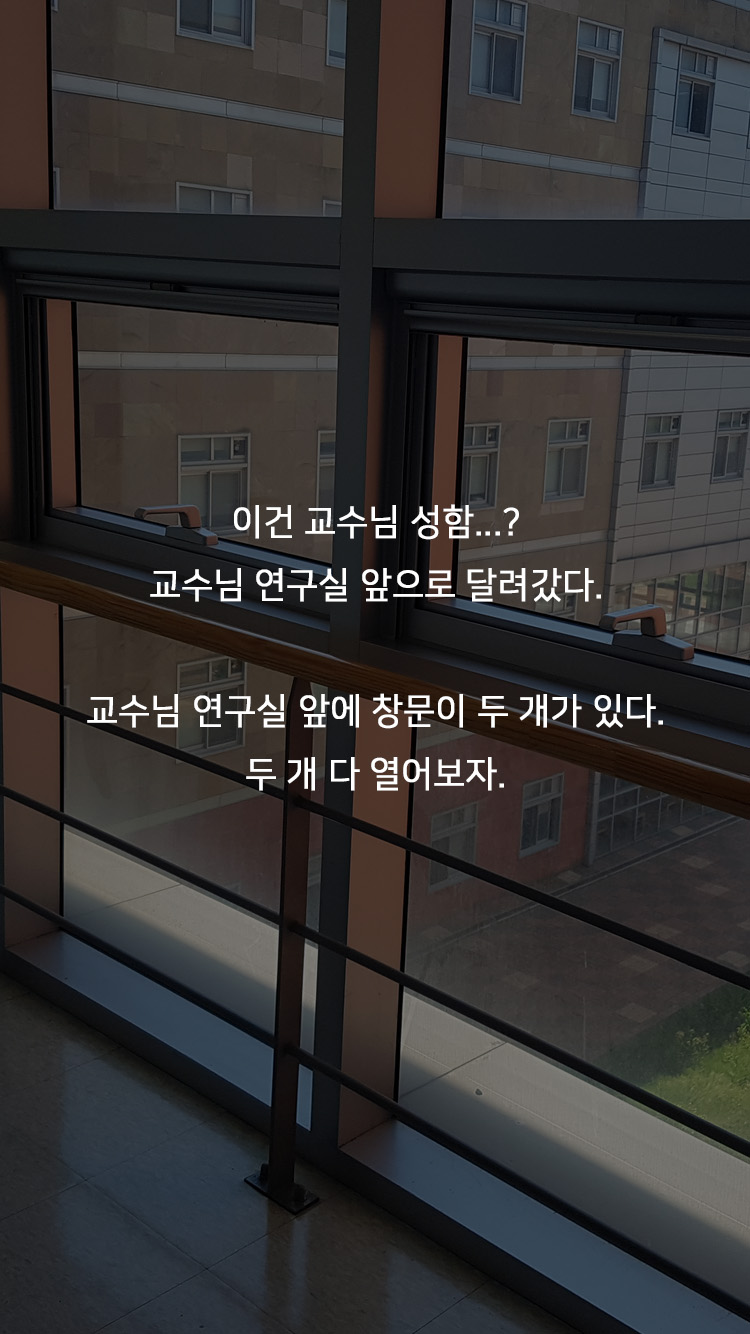 이건 교수님 성함...?
교수님 연구실 앞으로 달려갔다.
교수님 연구실 앞에 창문이 두 개가 있다.
두 개 다 열어보자.